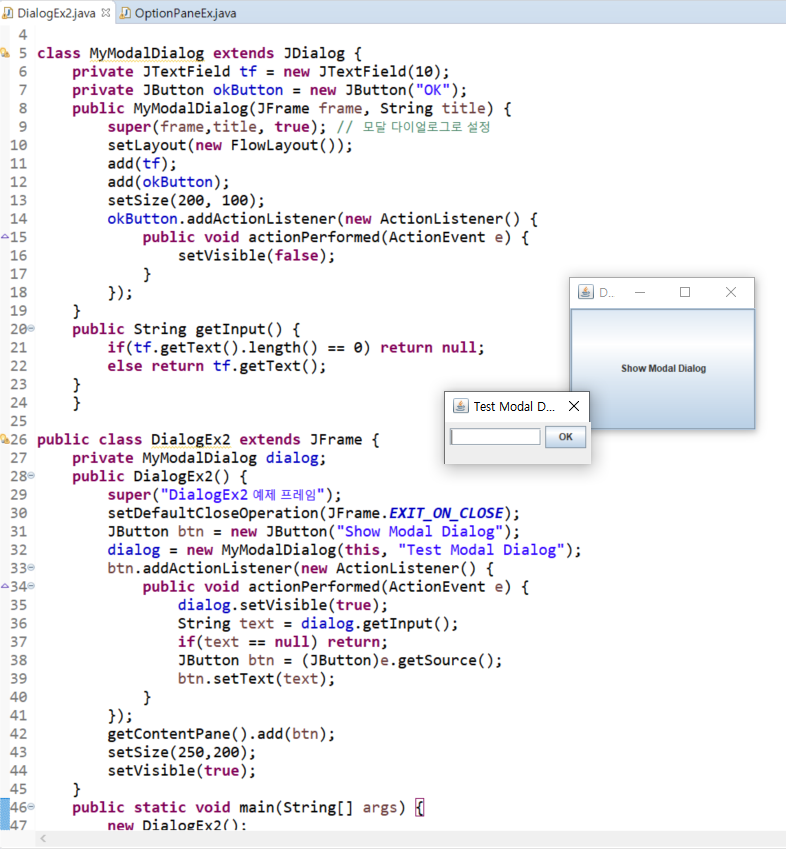 DialogEx2.java OptionPaneEx.java
4
5 class MyModalDialog extends JDialog {
6 private JTextField tf = new JTextField(10);
7 private JButton okButton = new JButton("OK");
8 public MyModalDialog(JFrame frame, String title) {
9 super(frame,title, true); // 모달 다이얼로그로 설정
10 setLayout(new FlowLayout());
11 add(tf);
12 add(okButton);
13 setSize(200, 100);
14 okButton.addActionListener(new ActionListener() {
15 public void actionPerformed(ActionEvent e) {
16 setVisible(false);
17 }
18 });
19 }
20 public String getInput() {
21 if(tf.getText().length() == 0) return null;
22 else return tf.getText();
23 }
24 }
25
26 public class DialogEx2 extends JFrame {
27 private MyModalDialog dialog;
28 public DialogEx2() {
29 super("DialogEx2 예제 프레임");
30 setDefaultCloseOperation(JFrame.EXIT_ON_CLOSE);
31 JButton btn = new JButton("Show Modal Dialog");
32 dialog = new MyModalDialog(this, "Test Modal Dialog");
33 btn.addActionListener(new ActionListener() {
34 public void actionPerformed(ActionEvent e) {
35 dialog.setVisible(true);
36 String text = dialog.getInput();
37 if(text == null) return;
38 JButton btn = (JButton)e.getSource();
39 btn.setText(text);
40 }
41 });
42 getContentPane().add(btn);
43 setSize(250,200);
44 setVisible(true);
45 }
46 public static void main(String[] args) {
47 new DialogEx2();
D..
Show Modal Dialog
Test Modal D...
OK